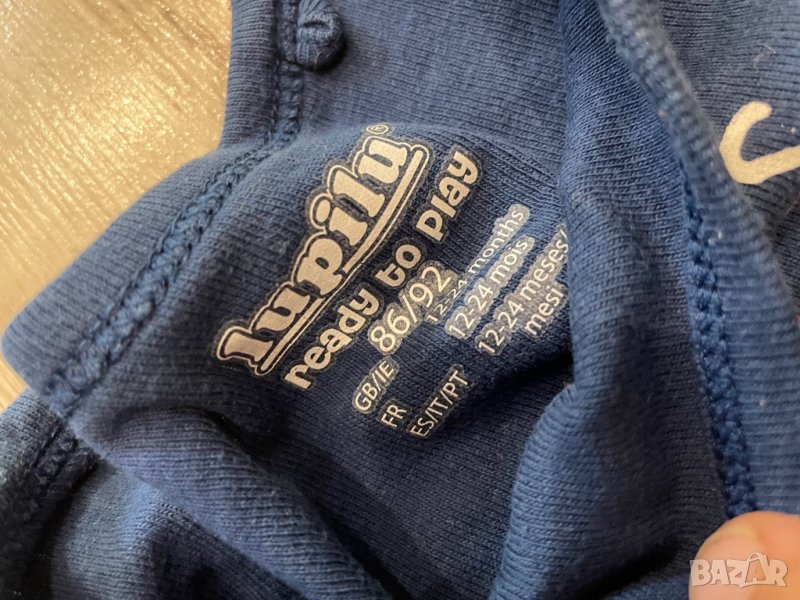 lupilu®
ready to play
86/92
GB/IE 12-24 months
FR 12-24 mois
ES/IT/PT 12-24 meses/
mesi
BAZAR